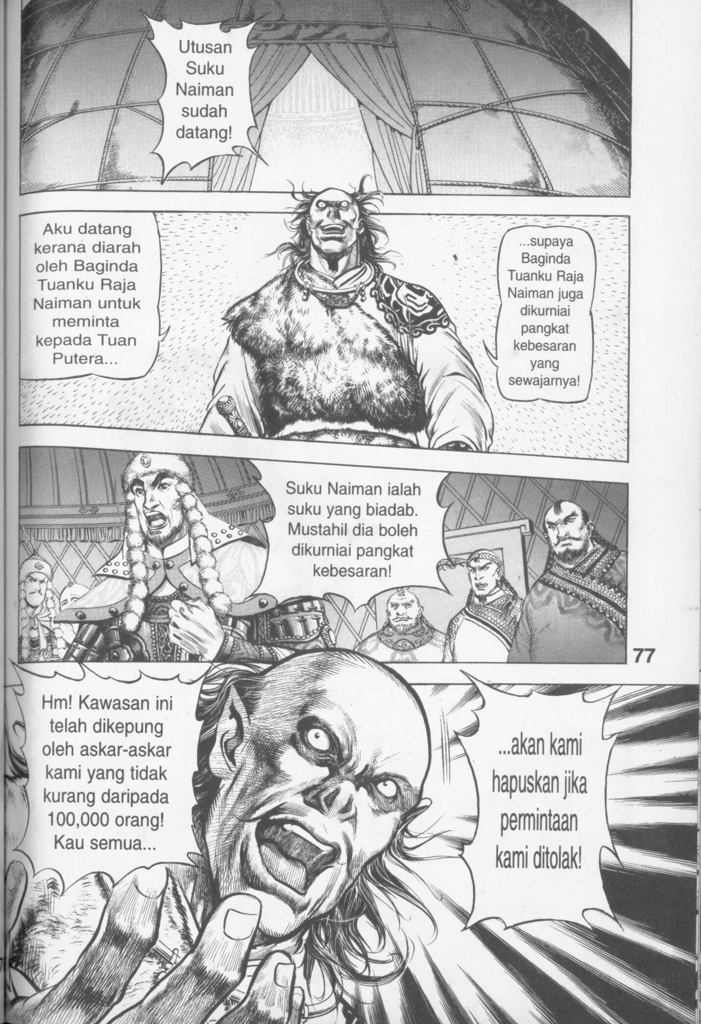 Utusan
Suku
Naiman
sudah
datang!
Aku datang
kerana diarah
oleh Baginda
Tuanku Raja
Naiman untuk
meminta
kepada Tuan
Putera...
...supaya
Baginda
Tuanku Raja
Naiman juga
dikurniai
pangkat
kebesaran
yang
sewajarnya!
Suku Naiman ialah
suku yang biadab.
Mustahil dia boleh
dikurniai pangkat
kebesaran!
77
Hm! Kawasan ini
telah dikepung
oleh askar-askar
kami yang tidak
kurang daripada
100,000 orang!
Kau semua...
...akan kami
hapuskan jika
permintaan
kami ditolak!